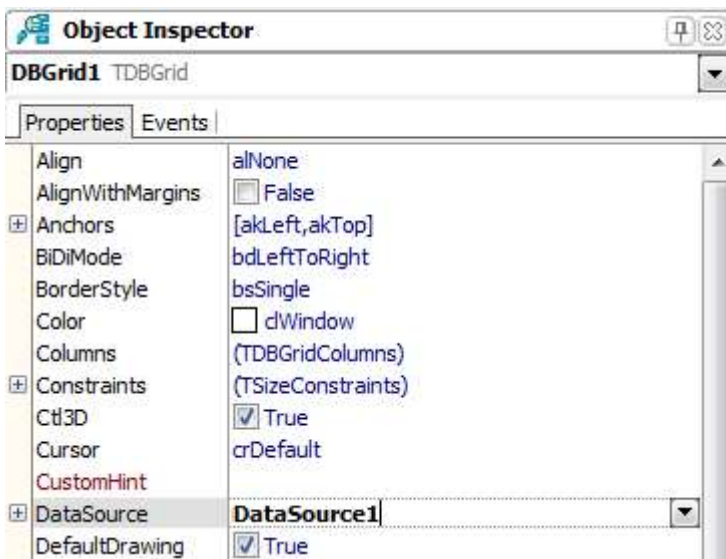 Object Inspector
DBGrid1 TDBGrid
Properties Events
Align alNone
AlignWithMargins False
Anchors [akLeft,akTop]
BiDiMode bdLeftToRight
BorderStyle bsSingle
Color clWindow
Columns (TDBGridColumns)
Constraints (TSizeConstraints)
Ctl3D True
Cursor crDefault
CustomHint
DataSource DataSource1
DefaultDrawing True